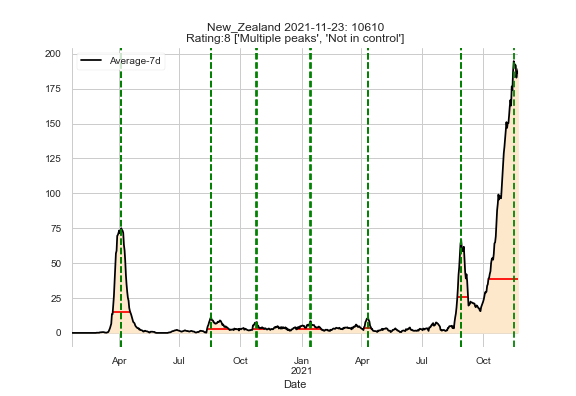 New_Zealand 2021-11-23: 10610
Rating:8 ['Multiple peaks', 'Not in control']
Average-7d
200
175
150
125
100
75
50
25
0
Apr Jul Oct Jan Apr Jul Oct
2021
Date